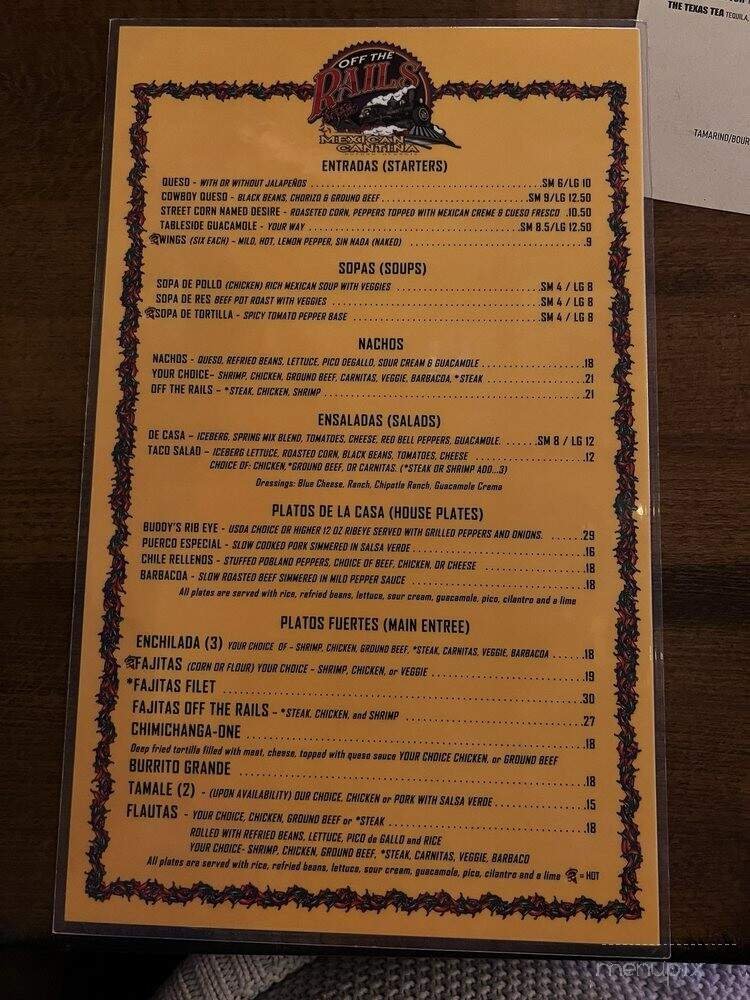 THE TEXAS TEA TEQUILA,
TAMARIND/BOUR
OFF THE
RAILS
MEXICAN
CANTINA
ENTRADAS (STARTERS)
QUESO - WITH OR WITHOUT JALAPEÑOS .SM 6/LG 10
COWBOY QUESO - BLACK BEANS, CHORIZO & GROUND BEEF .SM 9/LG 12.50
STREET CORN NAMED DESIRE - ROASTED CORN, PEPPERS TOPPED WITH MEXICAN CREME & CUESO FRESCO .10.50
TABLESIDE GUACAMOLE - YOUR WAY .SM 8.5/LG 12.50
WINGS (SIX EACH) - MILD, HOT, LEMON PEPPER, SIN NADA (NAKED) .9
SOPAS (SOUPS)
SOPA DE POLLO (CHICKEN) RICH MEXICAN SOUP WITH VEGGIES .SM 4 / LG 8
SOPA DE RES BEEF POT ROAST WITH VEGGIES .SM 4 / LG 8
SOPA DE TORTILLA - SPICY TOMATO PEPPER BASE .SM 4 / LG 8
NACHOS
NACHOS - QUESO, REFRIED BEANS, LETTUCE, PICO DEGALLO, SOUR CREAM & GUACAMOLE .18
YOUR CHOICE- SHRIMP, CHICKEN, GROUND BEEF, CARNITAS, VEGGIE, BARBACOA, *STEAK .21
OFF THE RAILS - *STEAK, CHICKEN, SHRIMP .21
ENSALADAS (SALADS)
DE CASA - ICEBERG, SPRING MIX BLEND, TOMATOES, CHEESE, RED BELL PEPPERS, GUACAMOLE. .SM 8 / LG 12
TACO SALAD - ICEBERG LETTUCE, ROASTED CORN, BLACK BEANS, TOMATOES, CHEESE .12
CHOICE OF: CHICKEN,*GROUND BEEF, OR CARNITAS. (*STEAK OR SHRIMP ADD...3)
Dressings: Blue Cheese, Ranch, Chipotle Ranch, Guacamole Crema
PLATOS DE LA CASA (HOUSE PLATES)
BUDDY'S RIB EYE - USDA CHOICE OR HIGHER 12 OZ RIBEYE SERVED WITH GRILLED PEPPERS AND ONIONS. .29
PUERCO ESPECIAL - SLOW COOKED PORK SIMMERED IN SALSA VERDE .16
CHILE RELLENOS - STUFFED POBLANO PEPPERS, CHOICE OF BEEF, CHICKEN, OR CHEESE .18
BARBACOA - SLOW ROASTED BEEF SIMMERED IN MILD PEPPER SAUCE .18
All plates are served with rice, refried beans, lettuce, sour cream, guacamole, pico, cilantro and a lime
PLATOS FUERTES (MAIN ENTREE)
ENCHILADA (3) YOUR CHOICE OF - SHRIMP, CHICKEN, GROUND BEEF, *STEAK, CARNITAS, VEGGIE, BARBACOA .18
FAJITAS (CORN OR FLOUR) YOUR CHOICE - SHRIMP, CHICKEN, or VEGGIE .19
*FAJITAS FILET .30
FAJITAS OFF THE RAILS - *STEAK, CHICKEN, and SHRIMP .27
CHIMICHANGA-ONE .18
Deep fried tortilla filled with meat, cheese, topped with queso sauce YOUR CHOICE CHICKEN, or GROUND BEEF
BURRITO GRANDE .18
TAMALE (2) - (UPON AVAILABILITY) OUR CHOICE, CHICKEN or PORK WITH SALSA VERDE .15
FLAUTAS - YOUR CHOICE, CHICKEN, GROUND BEEF or *STEAK .18
ROLLED WITH REFRIED BEANS, LETTUCE, PICO de GALLO and RICE
YOUR CHOICE- SHRIMP, CHICKEN, GROUND BEEF, *STEAK, CARNITAS, VEGGIE, BARBACO
All plates are served with rice, refried beans, lettuce, sour cream, guacamole, pico, cilantro and a lime = HOT
menupix